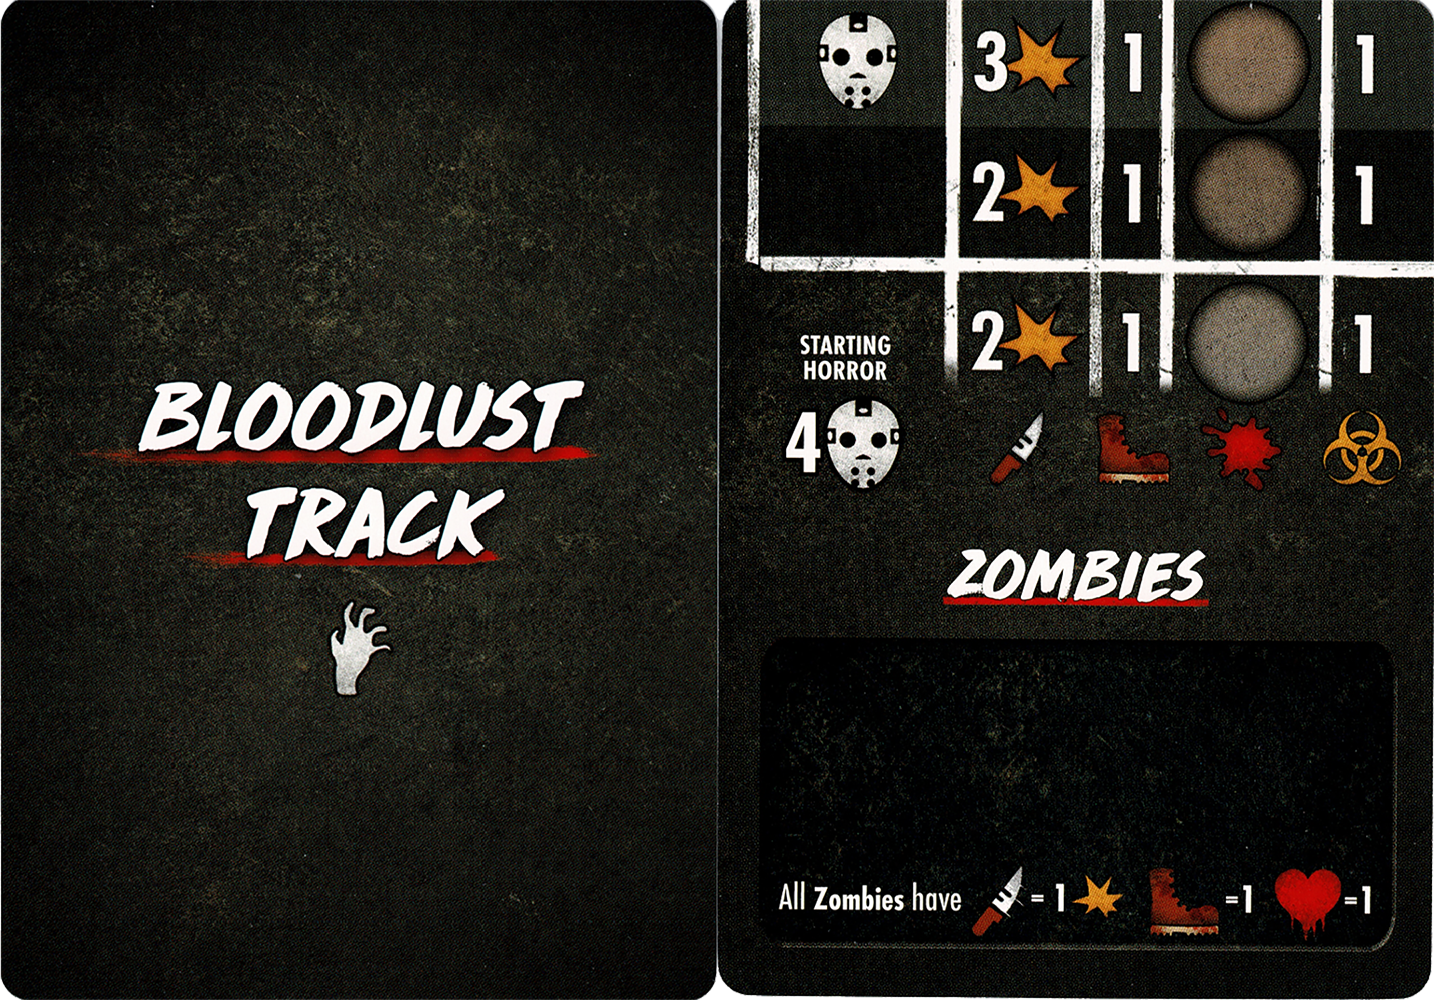 BLOODLUST
TRACK
3 1 1
2 1 1
2 1 1
STARTING
HORROR
4
ZOMBIES
All Zombies have = 1 =1 =1